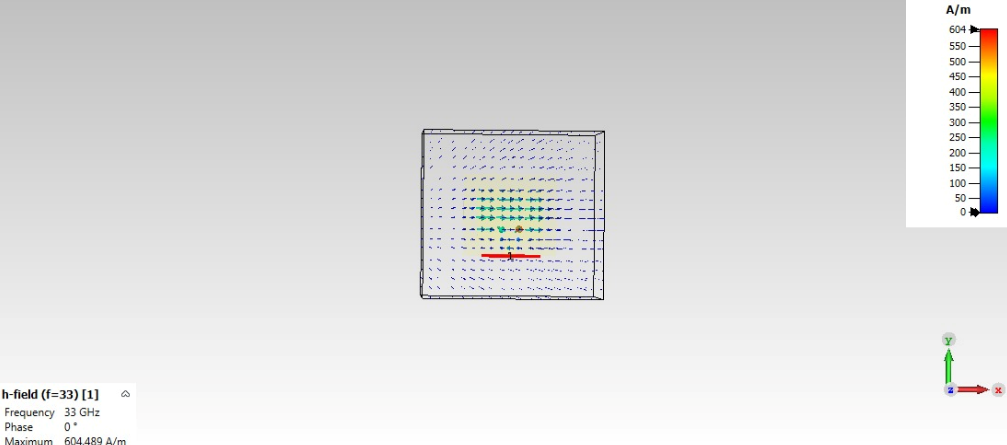 A/m
604
550
500
450
400
350
300
250
200
150
100
50
0
1
y
z x
h-field (f=33) [1]
Frequency 33 GHz
Phase 0 °
Maximum 604.489 A/m